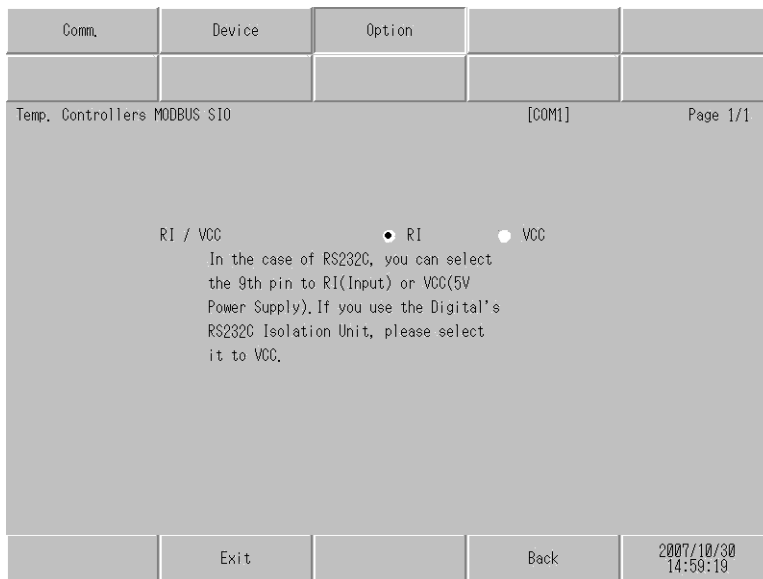 Comm. Device Option
Temp. Controllers MODBUS SIO [COM1] Page 1/1
RI / VCC RI VCC
In the case of RS232C, you can select
the 9th pin to RI(Input) or VCC(5V
Power Supply).If you use the Digital's
RS232C Isolation Unit, please select
it to VCC.
Exit Back 2007/10/30
14:59:19